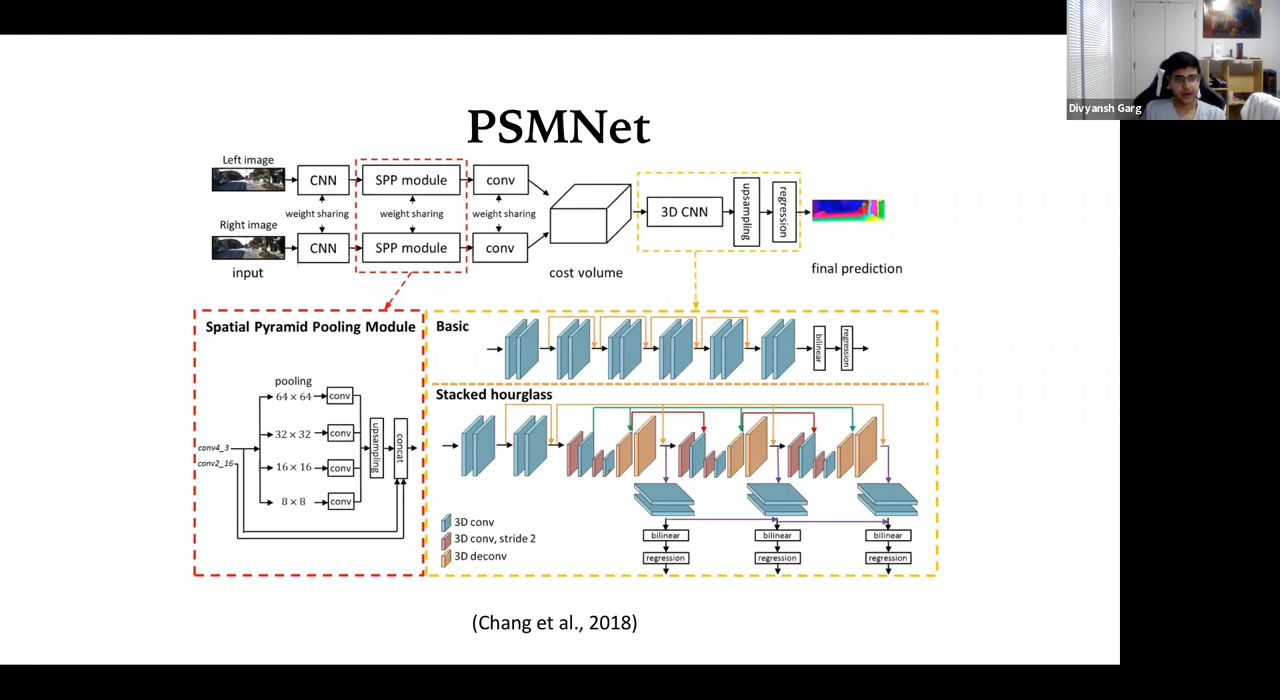 Divyansh Garg
PSMNet
Left image
CNN
SPP module
conv
weight sharing
weight sharing
weight sharing
Right image
CNN
SPP module
conv
input
cost volume
3D CNN
upsampling
regression
final prediction
Spatial Pyramid Pooling Module
pooling
64 × 64
conv
32 × 32
conv
16 × 16
conv
8 × 8
conv
conv4_3
conv2_16
upsampling
concat
Basic
bilinear
regression
Stacked hourglass
3D conv
3D conv, stride 2
3D deconv
bilinear
bilinear
bilinear
regression
regression
regression
(Chang et al., 2018)